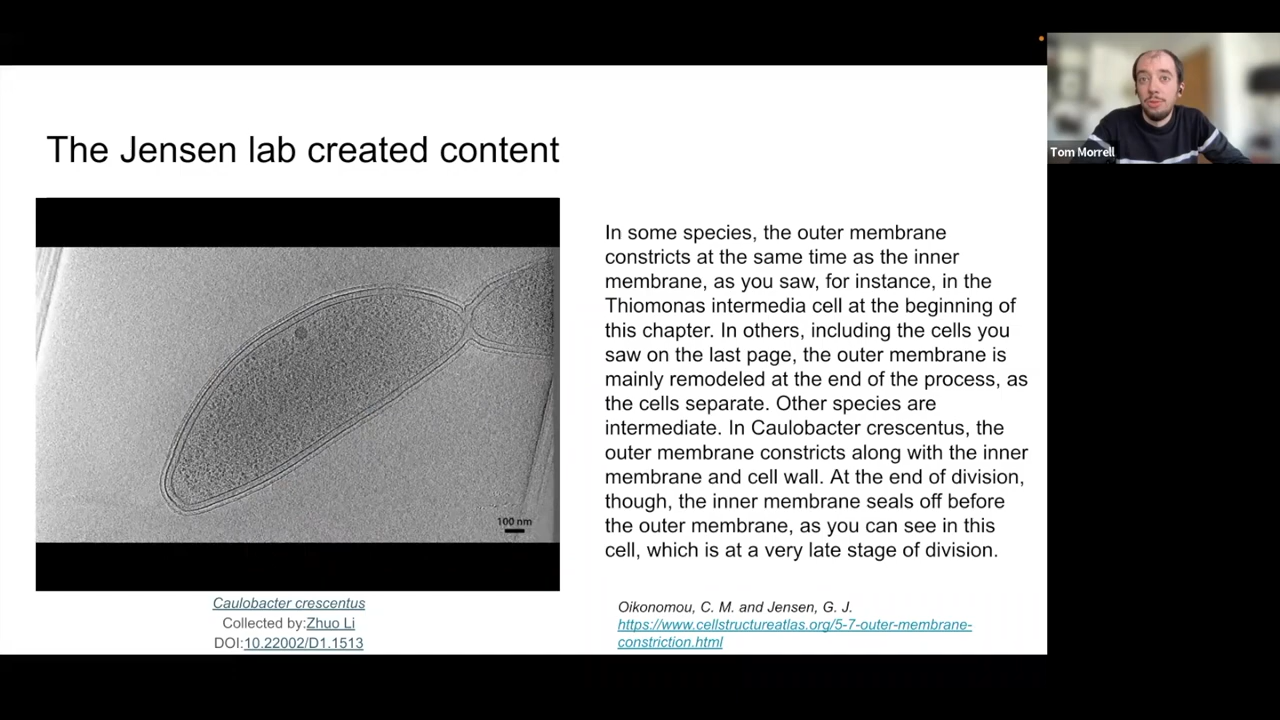 The Jensen lab created content
100 nm
Caulobacter crescentus
Collected by:Zhuo Li
DOI:10.22002/D1.1513
In some species, the outer membrane
constricts at the same time as the inner
membrane, as you saw, for instance, in the
Thiomonas intermedia cell at the beginning of
this chapter. In others, including the cells you
saw on the last page, the outer membrane is
mainly remodeled at the end of the process, as
the cells separate. Other species are
intermediate. In Caulobacter crescentus, the
outer membrane constricts along with the inner
membrane and cell wall. At the end of division,
though, the inner membrane seals off before
the outer membrane, as you can see in this
cell, which is at a very late stage of division.
Oikonomou, C. M. and Jensen, G. J.
https://www.cellstructureatlas.org/5-7-outer-membrane-
constriction.html
Tom Morrell